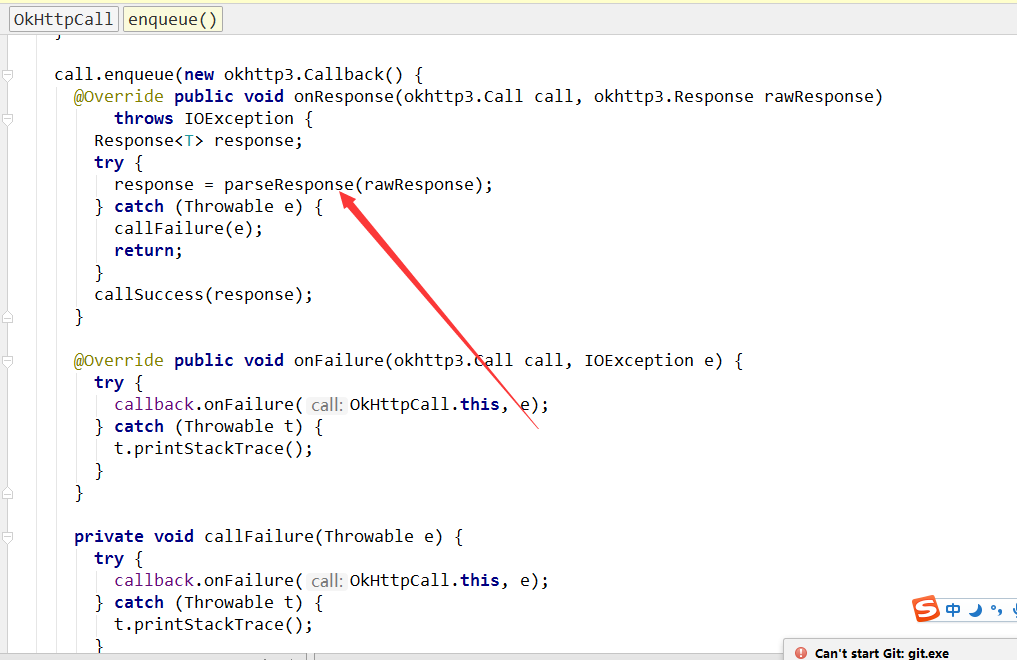 OkHttpCall enqueue()
}
call.enqueue(new okhttp3.Callback() {
@Override public void onResponse(okhttp3.Call call, okhttp3.Response rawResponse)
throws IOException {
Response<T> response;
try {
response = parseResponse(rawResponse);
} catch (Throwable e) {
callFailure(e);
return;
}
callSuccess(response);
}
@Override public void onFailure(okhttp3.Call call, IOException e) {
try {
callback.onFailure( call: OkHttpCall.this, e);
} catch (Throwable t) {
t.printStackTrace();
}
}
private void callFailure(Throwable e) {
try {
callback.onFailure( call: OkHttpCall.this, e);
} catch (Throwable t) {
t.printStackTrace();
}
S 中
Can't start Git: git.exe